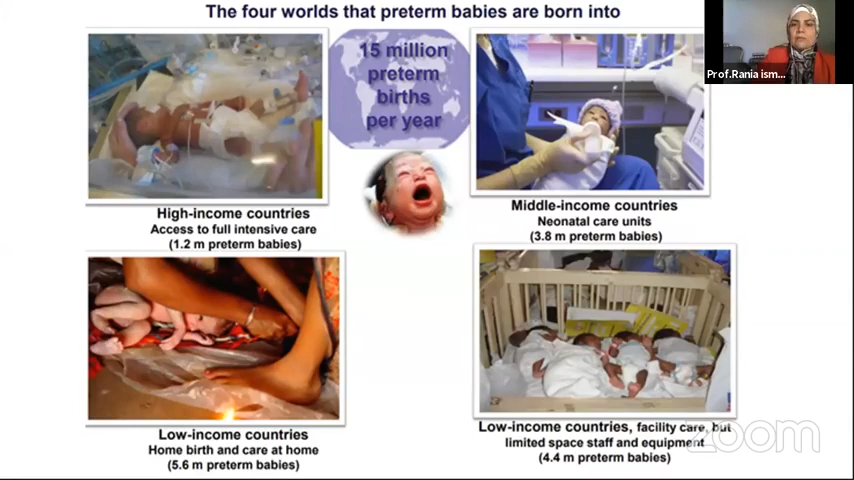 The four worlds that preterm babies are born into
15 million
preterm
births
per year
Prof.Rania ism...
High-income countries
Access to full intensive care
(1.2 m preterm babies)
Middle-income countries
Neonatal care units
(3.8 m preterm babies)
Low-income countries
Home birth and care at home
(5.6 m preterm babies)
Low-income countries, facility care, but
limited space staff and equipment
(4.4 m preterm babies)
zoom